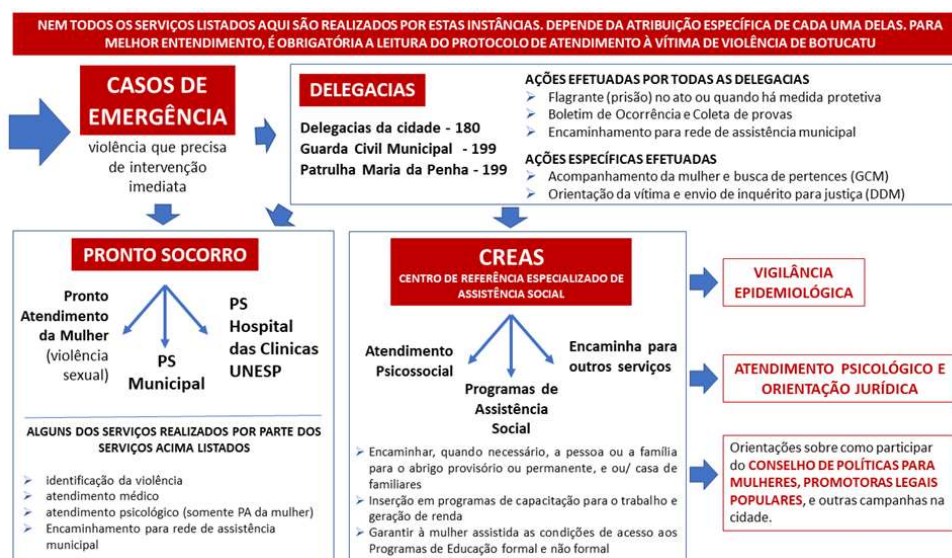 NEM TODOS OS SERVIÇOS LISTADOS AQUI SÃO REALIZADOS POR ESTAS INSTÂNCIAS. DEPENDE DA ATRIBUIÇÃO ESPECÍFICA DE CADA UMA DELAS. PARA
MELHOR ENTENDIMENTO, É OBRIGATÓRIA A LEITURA DO PROTOCOLO DE ATENDIMENTO À VÍTIMA DE VIOLÊNCIA DE BOTUCATU
CASOS DE
EMERGÊNCIA
violência que precisa
de intervenção
imediata
DELEGACIAS
Delegacias da cidade - 180
Guarda Civil Municipal - 199
Patrulha Maria da Penha - 199
AÇÕES EFETUADAS POR TODAS AS DELEGACIAS
Flagrante (prisão) no ato ou quando há medida protetiva
Boletim de Ocorrência e Coleta de provas
Encaminhamento para rede de assistência municipal
AÇÕES ESPECÍFICAS EFETUADAS
Acompanhamento da mulher e busca de pertences (GCM)
Orientação da vítima e envio de inquérito para justiça (DDM)
PRONTO SOCORRO
Pronto
Atendimento
da Mulher
(violência
sexual)
PS
Municipal
PS
Hospital
das Clinicas
UNESP
ALGUNS DOS SERVIÇOS REALIZADOS POR PARTE DOS
SERVIÇOS ACIMA LISTADOS
identificação da violência
atendimento médico
atendimento psicológico (somente PA da mulher)
Encaminhamento para rede de assistência
municipal
CREAS
CENTRO DE REFERÊNCIA ESPECIALIZADO DE
ASSISTÊNCIA SOCIAL
Atendimento
Psicossocial
Programas de
Assistência
Social
Encaminha para
outros serviços
Encaminhar, quando necessário, a pessoa ou a família
para o abrigo provisório ou permanente, e ou/ casa de
familiares
Inserção em programas de capacitação para o trabalho e
geração de renda
Garantir à mulher assistida as condições de acesso aos
Programas de Educação formal e não formal
VIGILÂNCIA
EPIDEMIOLÓGICA
ATENDIMENTO PSICOLÓGICO E
ORIENTAÇÃO JURÍDICA
Orientações sobre como participar
do CONSELHO DE POLÍTICAS PARA
MULHERES, PROMOTORAS LEGAIS
POPULARES, e outras campanhas na
cidade.